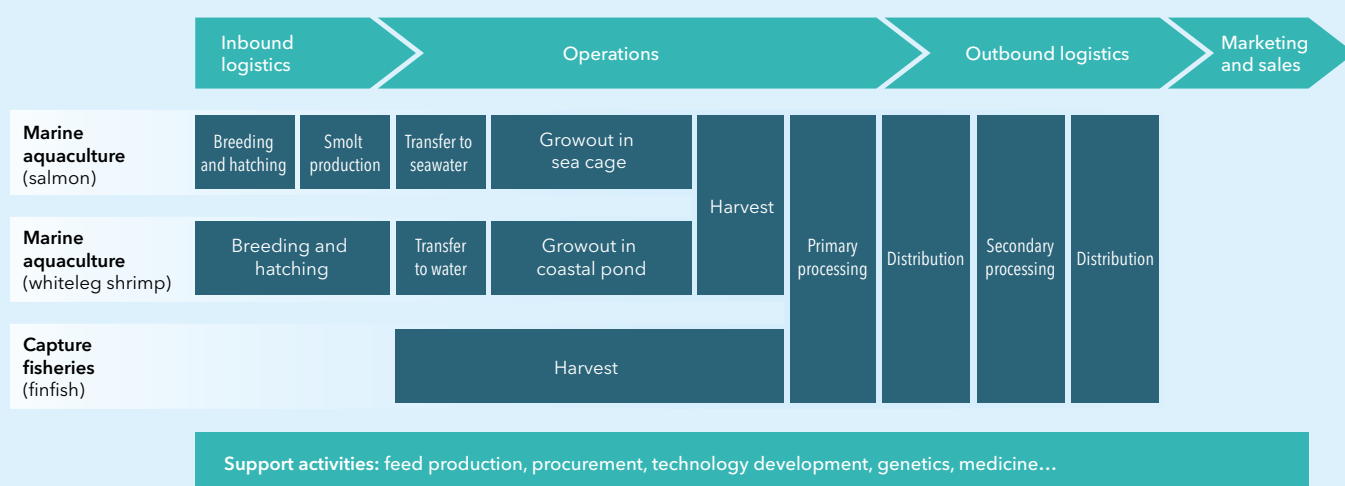 Inbound
logistics
Operations
Outbound logistics
Marketing
and sales
Marine
aquaculture
(salmon)
Breeding
and hatching
Smolt
production
Transfer to
seawater
Growout in
sea cage
Harvest
Marine
aquaculture
(whiteleg shrimp)
Breeding and
hatching
Transfer
to water
Growout in
coastal pond
Primary
processing
Distribution
Secondary
processing
Distribution
Capture
fisheries
(finfish)
Harvest
Support activities: feed production, procurement, technology development, genetics, medicine…